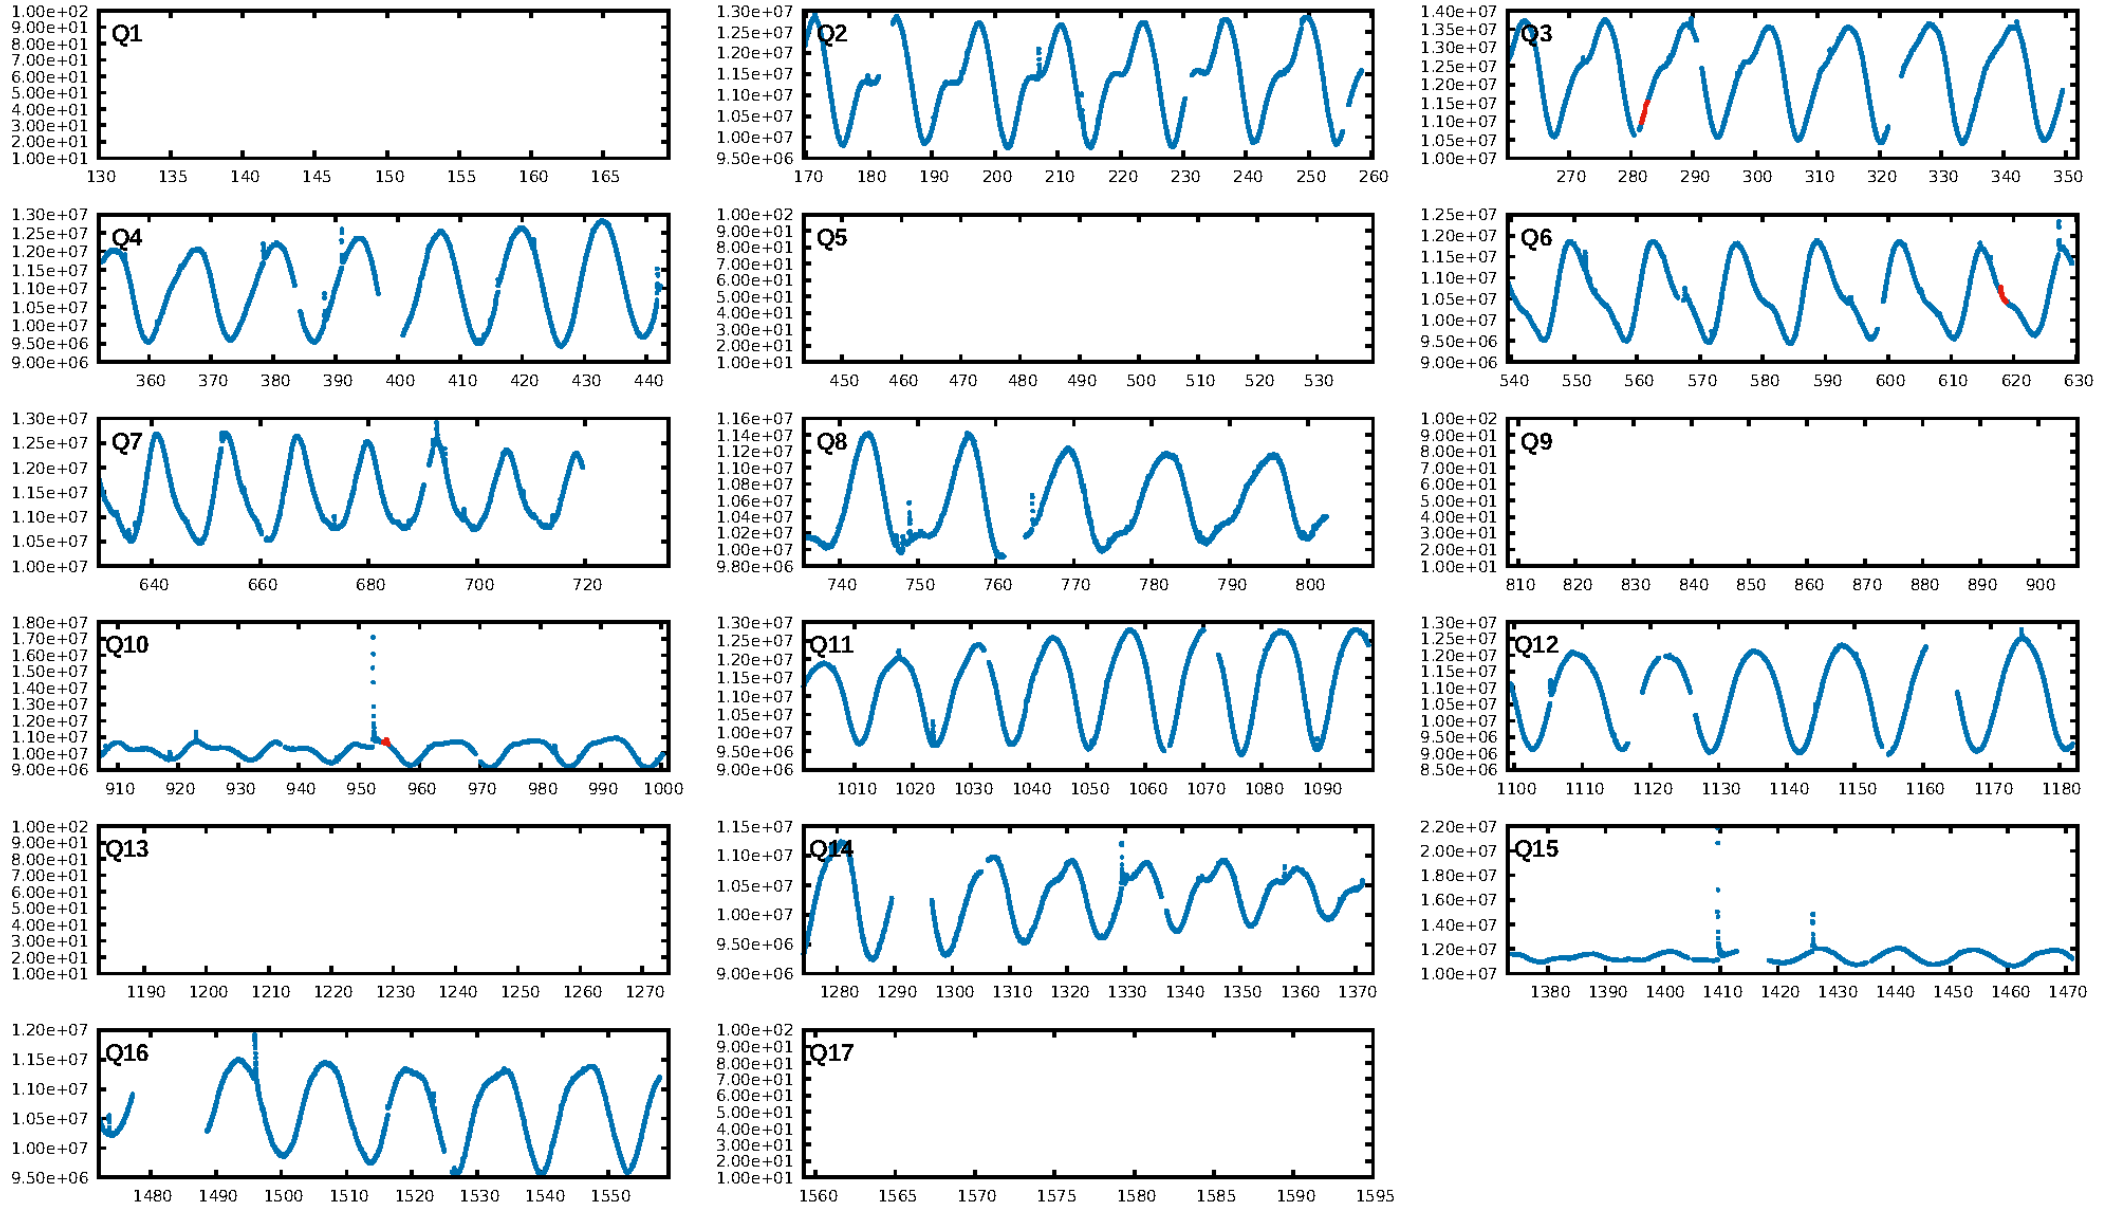 Q1
1.00e+02
9.00e+01
8.00e+01
7.00e+01
6.00e+01
5.00e+01
4.00e+01
3.00e+01
2.00e+01
1.00e+01
130 135 140 145 150 155 160 165
Q2
1.30e+07
1.25e+07
1.20e+07
1.15e+07
1.10e+07
1.05e+07
1.00e+07
9.50e+06
170 180 190 200 210 220 230 240 250 260
Q3
1.40e+07
1.35e+07
1.30e+07
1.25e+07
1.20e+07
1.15e+07
1.10e+07
1.05e+07
1.00e+07
270 280 290 300 310 320 330 340 350
Q4
1.30e+07
1.25e+07
1.20e+07
1.15e+07
1.10e+07
1.05e+07
1.00e+07
9.50e+06
9.00e+06
360 370 380 390 400 410 420 430 440
Q5
1.00e+02
9.00e+01
8.00e+01
7.00e+01
6.00e+01
5.00e+01
4.00e+01
3.00e+01
2.00e+01
1.00e+01
450 460 470 480 490 500 510 520 530
Q6
1.25e+07
1.20e+07
1.15e+07
1.10e+07
1.05e+07
1.00e+07
9.50e+06
9.00e+06
540 550 560 570 580 590 600 610 620 630
Q7
1.30e+07
1.25e+07
1.20e+07
1.15e+07
1.10e+07
1.05e+07
1.00e+07
640 660 680 700 720
Q8
1.16e+07
1.14e+07
1.12e+07
1.10e+07
1.08e+07
1.06e+07
1.04e+07
1.02e+07
1.00e+07
9.80e+06
740 750 760 770 780 790 800
Q9
1.00e+02
9.00e+01
8.00e+01
7.00e+01
6.00e+01
5.00e+01
4.00e+01
3.00e+01
2.00e+01
1.00e+01
810 820 830 840 850 860 870 880 890 900
Q10
1.80e+07
1.70e+07
1.60e+07
1.50e+07
1.40e+07
1.30e+07
1.20e+07
1.10e+07
1.00e+07
9.00e+06
910 920 930 940 950 960 970 980 990 1000
Q11
1.30e+07
1.25e+07
1.20e+07
1.15e+07
1.10e+07
1.05e+07
1.00e+07
9.50e+06
9.00e+06
1010 1020 1030 1040 1050 1060 1070 1080 1090
Q12
1.30e+07
1.25e+07
1.20e+07
1.15e+07
1.10e+07
1.05e+07
1.00e+07
9.50e+06
9.00e+06
8.50e+06
1100 1110 1120 1130 1140 1150 1160 1170 1180
Q13
1.00e+02
9.00e+01
8.00e+01
7.00e+01
6.00e+01
5.00e+01
4.00e+01
3.00e+01
2.00e+01
1.00e+01
1190 1200 1210 1220 1230 1240 1250 1260 1270
Q14
1.15e+07
1.10e+07
1.05e+07
1.00e+07
9.50e+06
9.00e+06
1280 1290 1300 1310 1320 1330 1340 1350 1360 1370
Q15
2.20e+07
2.00e+07
1.80e+07
1.60e+07
1.40e+07
1.20e+07
1.00e+07
1380 1390 1400 1410 1420 1430 1440 1450 1460 1470
Q16
1.20e+07
1.15e+07
1.10e+07
1.05e+07
1.00e+07
9.50e+06
1480 1490 1500 1510 1520 1530 1540 1550
Q17
1.00e+02
9.00e+01
8.00e+01
7.00e+01
6.00e+01
5.00e+01
4.00e+01
3.00e+01
2.00e+01
1.00e+01
1560 1565 1570 1575 1580 1585 1590 1595